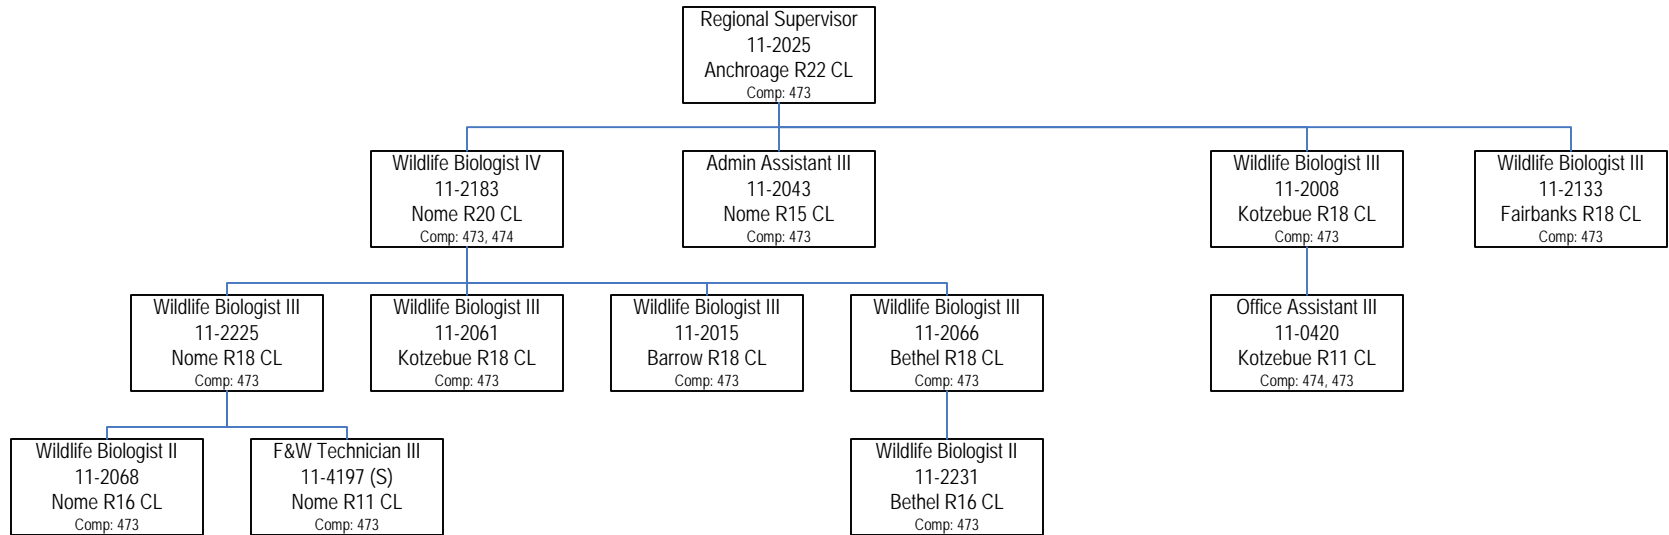 Regional Supervisor
11-2025
Anchroage R22 CL
Comp: 473
Wildlife Biologist IV
11-2183
Nome R20 CL
Comp: 473, 474
Admin Assistant III
11-2043
Nome R15 CL
Comp: 473
Wildlife Biologist III
11-2008
Kotzebue R18 CL
Comp: 473
Wildlife Biologist III
11-2133
Fairbanks R18 CL
Comp: 473
Wildlife Biologist III
11-2225
Nome R18 CL
Comp: 473
Wildlife Biologist III
11-2061
Kotzebue R18 CL
Comp: 473
Wildlife Biologist III
11-2015
Barrow R18 CL
Comp: 473
Wildlife Biologist III
11-2066
Bethel R18 CL
Comp: 473
Office Assistant III
11-0420
Kotzebue R11 CL
Comp: 474, 473
Wildlife Biologist II
11-2068
Nome R16 CL
Comp: 473
F&W Technician III
11-4197 (S)
Nome R11 CL
Comp: 473
Wildlife Biologist II
11-2231
Bethel R16 CL
Comp: 473